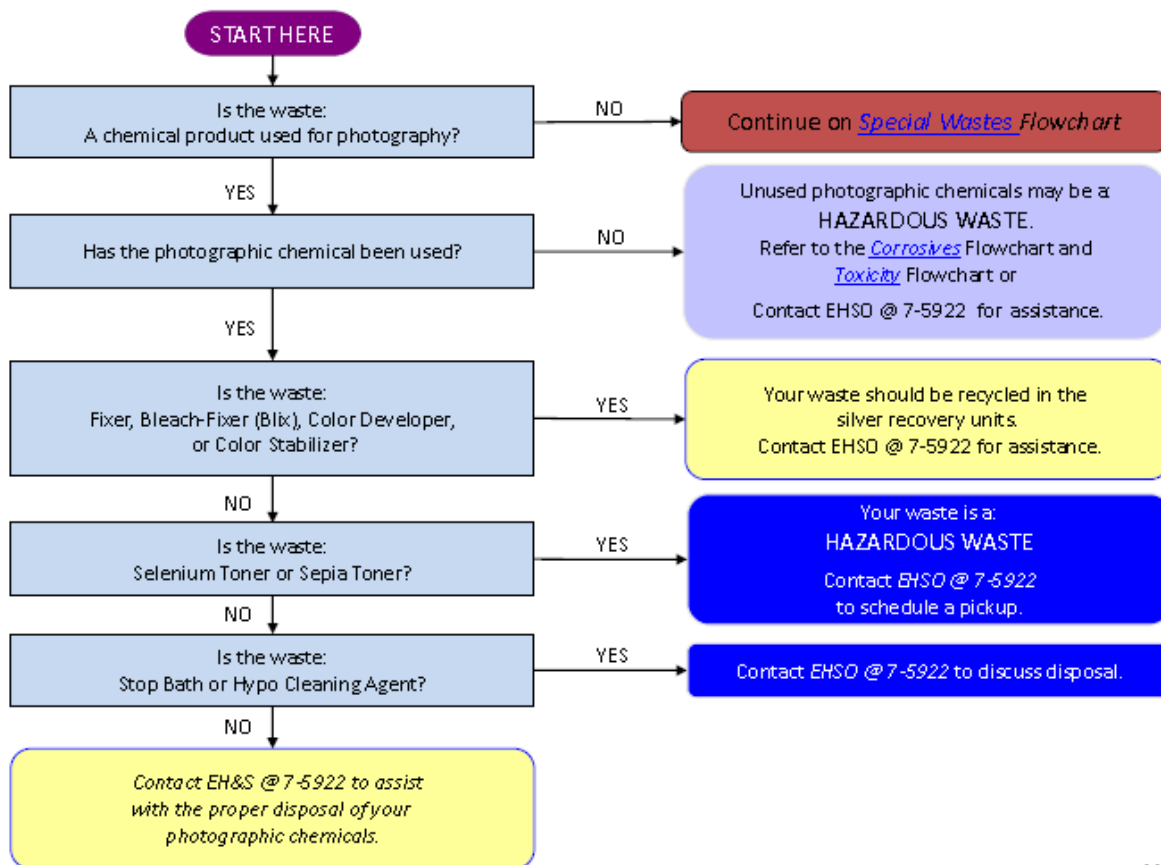 START HERE
Is the waste:
A chemical product used for photography?
NO
Continue on Special Wastes Flowchart
YES
Has the photographic chemical been used?
NO
Unused photographic chemicals may be a:
HAZARDOUS WASTE.
Refer to the Corrosives Flowchart and
Toxicity Flowchart or
Contact EHSO @ 7-5922 for assistance.
YES
Is the waste:
Fixer, Bleach-Fixer (Blix), Color Developer,
or Color Stabilizer?
YES
Your waste should be recycled in the
silver recovery units.
Contact EHSO @ 7-5922 for assistance.
NO
Is the waste:
Selenium Toner or Sepia Toner?
YES
Your waste is a:
HAZARDOUS WASTE
Contact EHSO @ 7-5922
to schedule a pickup.
NO
Is the waste:
Stop Bath or Hypo Cleaning Agent?
YES
Contact EHSO @ 7-5922 to discuss disposal.
NO
Contact EH&S @ 7-5922 to assist
with the proper disposal of your
photographic chemicals.